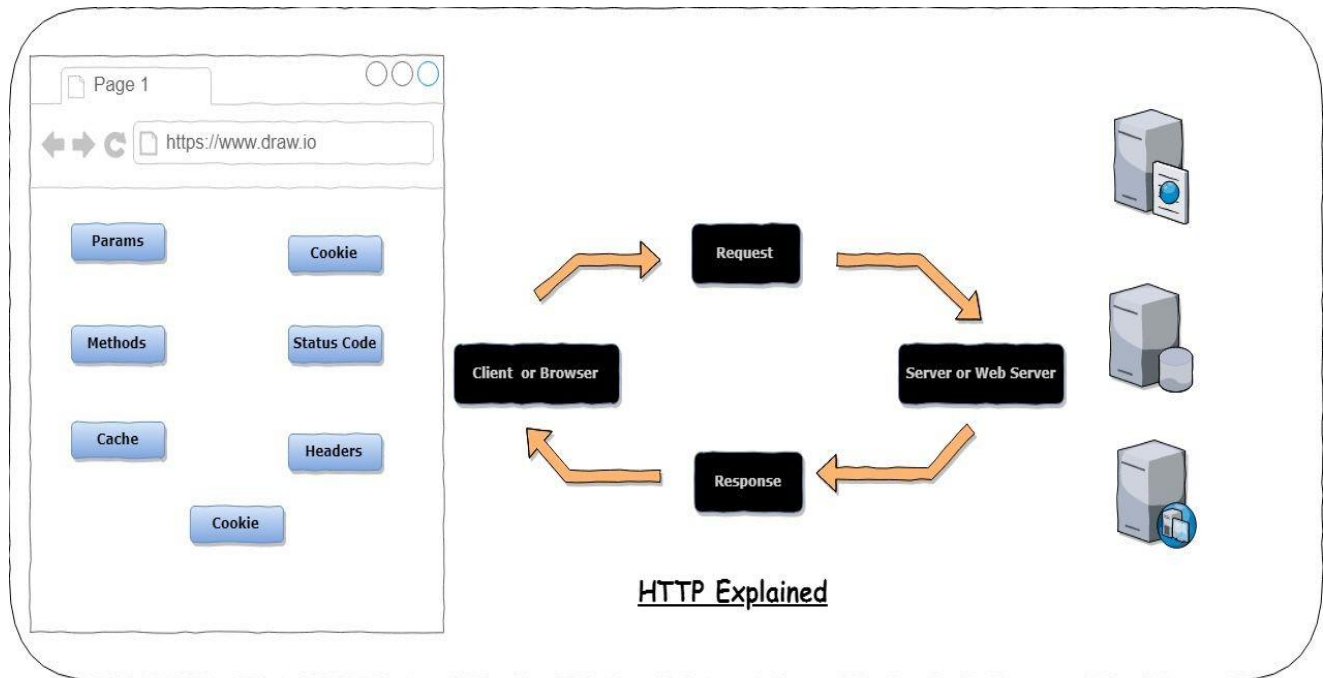 Page 1
https://www.draw.io
Params
Cookie
Methods
Status Code
Cache
Headers
Cookie
Request
Client or Browser
Server or Web Server
Response
HTTP Explained